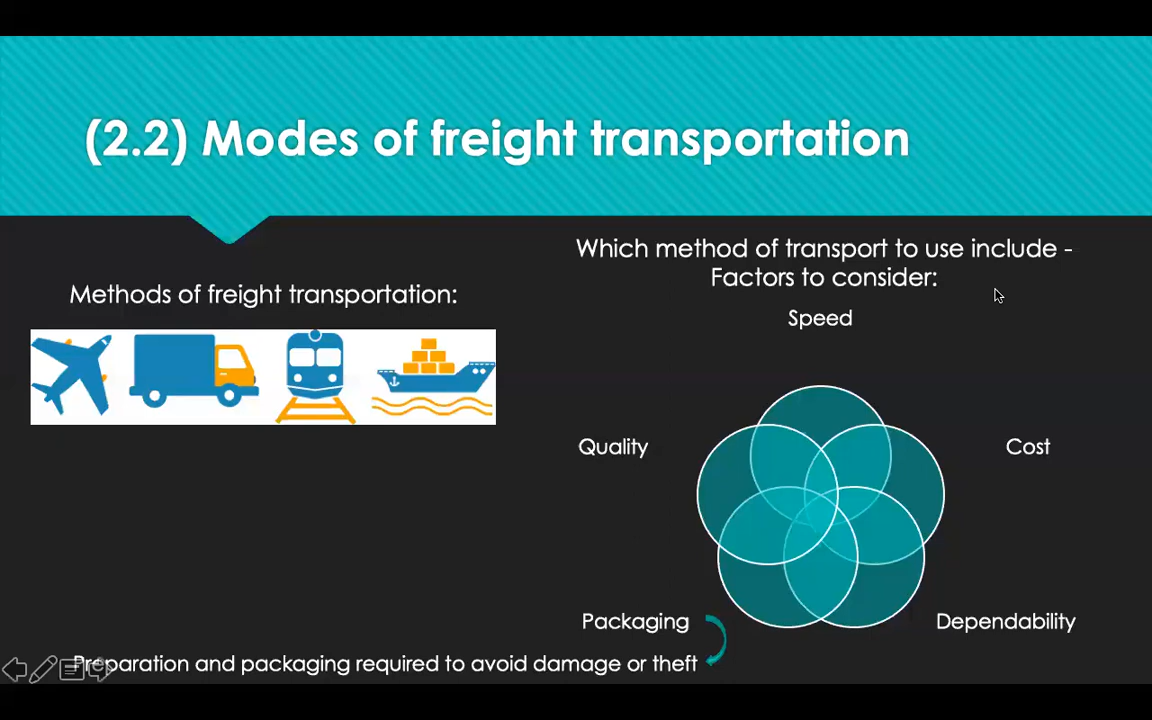 (2.2) Modes of freight transportation
Methods of freight transportation:
Which method of transport to use include -
Factors to consider:
Speed
Quality
Cost
Packaging
Dependability
Preparation and packaging required to avoid damage or theft